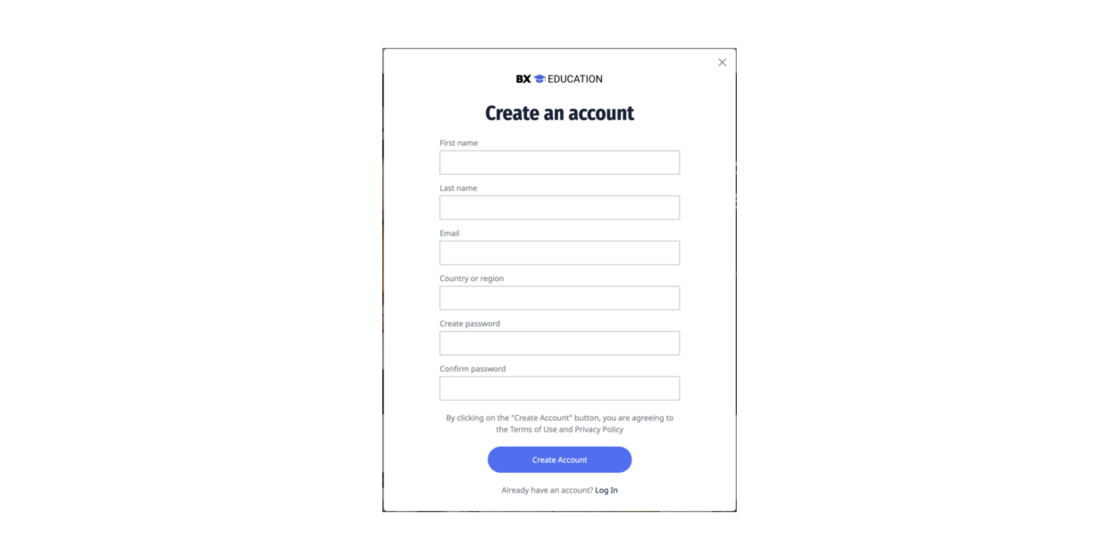 BX EDUCATION
Create an account
First name
Last name
Email
Country or region
Create password
Confirm password
By clicking on the "Create Account" button, you are agreeing to
the Terms of Use and Privacy Policy
Create Account
Already have an account? Log In